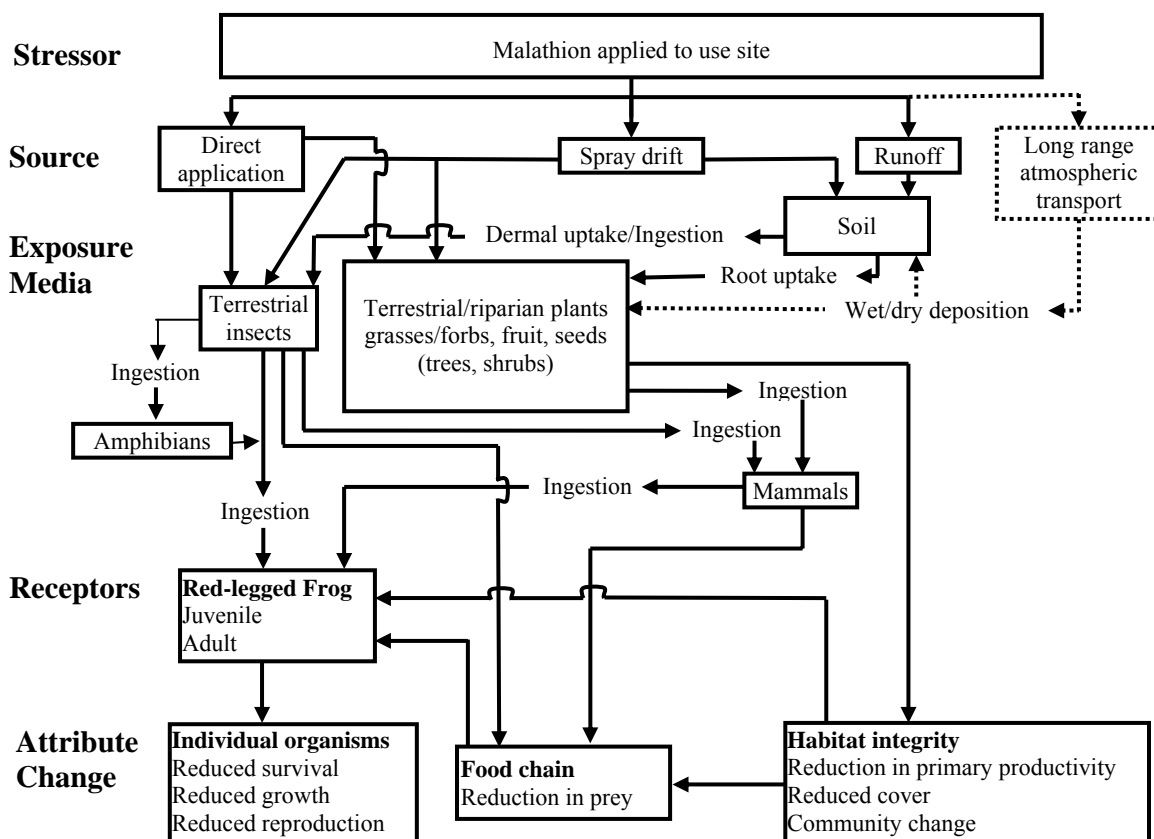 Stressor
Malathion applied to use site
Source
Direct
application
Spray drift
Runoff
Long range
atmospheric
transport
Exposure
Media
Dermal uptake/Ingestion
Soil
Root uptake
Wet/dry deposition
Terrestrial
insects
Terrestrial/riparian plants
grasses/forbs, fruit, seeds
(trees, shrubs)
Ingestion
Amphibians
Ingestion
Ingestion
Ingestion
Mammals
Ingestion
Receptors
Red-legged Frog
Juvenile
Adult
Attribute
Change
Individual organisms
Reduced survival
Reduced growth
Reduced reproduction
Food chain
Reduction in prey
Habitat integrity
Reduction in primary productivity
Reduced cover
Community change